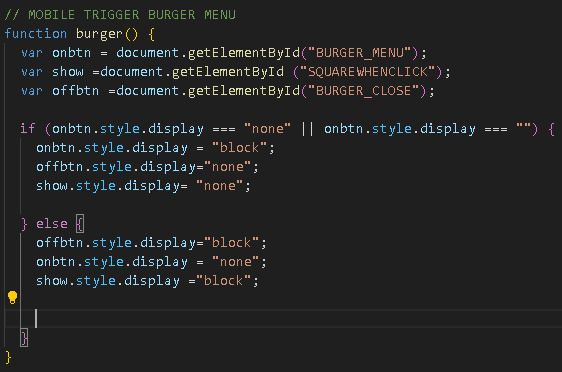 // MOBILE TRIGGER BURGER MENU
function burger() {
  var onbtn = document.getElementById("BURGER_MENU");
  var show =document.getElementById ("SQUAREWHENCLICK");
  var offbtn =document.getElementById("BURGER_CLOSE");

  if (onbtn.style.display === "none" || onbtn.style.display === "") {
    onbtn.style.display = "block";
    offbtn.style.display="none";
    show.style.display= "none";

  } else {
    offbtn.style.display="block";
    onbtn.style.display = "none";
    show.style.display ="block";


  }
}